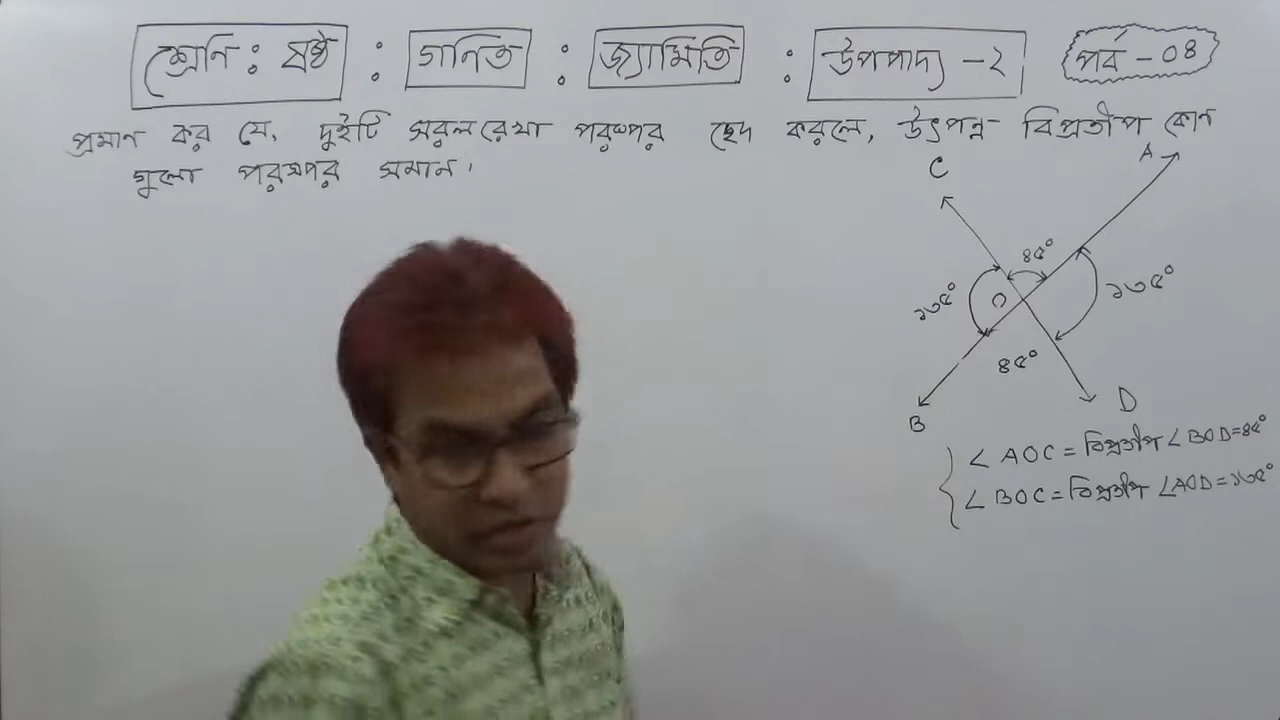 শ্রেনি : ষষ্ঠ : গনিত : জ্যামিতি : উপপাদ্য - ২ পর্ব - ০৪
প্রমান কর যে, দুইটি সরলরেখা পরস্পর ছেদ করলে, উৎপন্ন বিপ্রতীপ কোন
গুলো পরস্পর সমান।
C A
৪৫°
১৩৫° O ১৩৫°
৪৫°
B D
∠ AOC = বিপ্রতীপ ∠ BOD = ৪৫°
∠ BOC = বিপ্রতীপ ∠AOD = ১৩৫°